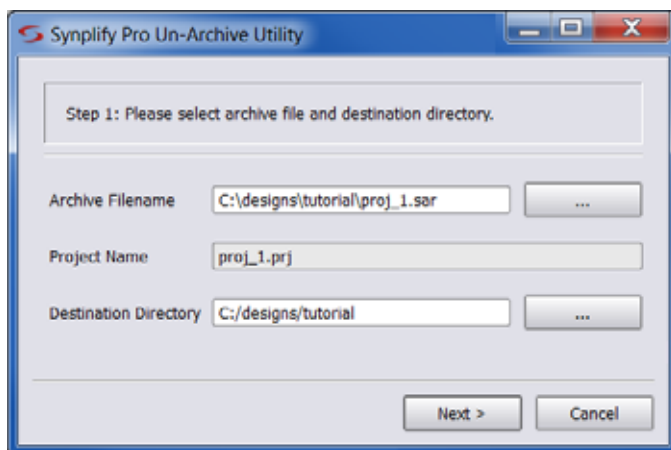 Synplify Pro Un-Archive Utility
Step 1: Please select archive file and destination directory.
Archive Filename C:\designs\tutorial\proj_1.sar ...
Project Name proj_1.prj
Destination Directory C:/designs/tutorial ...
Next > Cancel